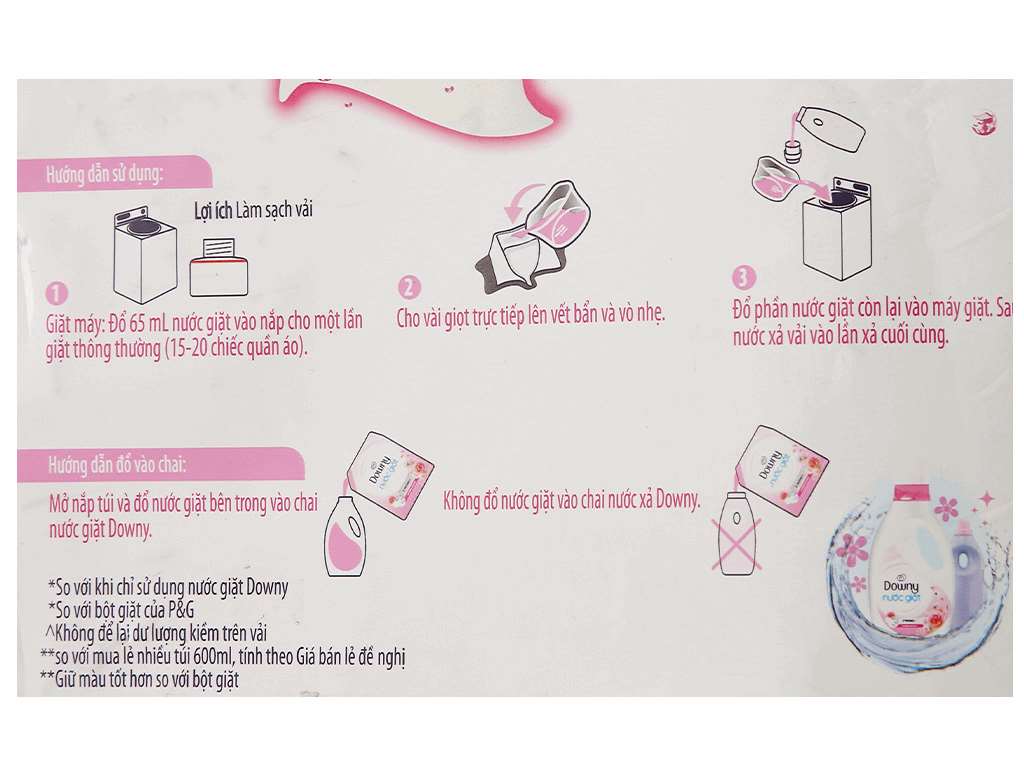 Hướng dẫn sử dụng:
Lợi ích Làm sạch vải
1
Giặt máy: Đổ 65 mL nước giặt vào nắp cho một lần
giặt thông thường (15-20 chiếc quần áo).
2
Cho vài giọt trực tiếp lên vết bẩn và vò nhẹ.
3
Đổ phần nước giặt còn lại vào máy giặt. Sa
nước xả vải vào lần xả cuối cùng.
Hướng dẫn đổ vào chai:
Mở nắp túi và đổ nước giặt bên trong vào chai
nước giặt Downy.
Downy
nước giặt
Không đổ nước giặt vào chai nước xả Downy.
Downy
nước giặt
Downy
nước giặt
*So với khi chỉ sử dụng nước giặt Downy
*So với bột giặt của P&G
^Không để lại dư lượng kiềm trên vải
**so với mua lẻ nhiều túi 600ml, tính theo Giá bán lẻ đề nghị
**Giữ màu tốt hơn so với bột giặt